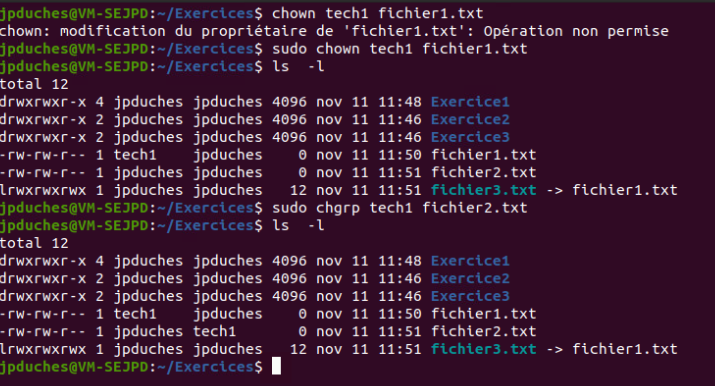 jpduches@VM-SEJPD:~/Exercices$ chown tech1 fichier1.txt
chown: modification du propriétaire de 'fichier1.txt': Opération non permise
jpduches@VM-SEJPD:~/Exercices$ sudo chown tech1 fichier1.txt
jpduches@VM-SEJPD:~/Exercices$ ls  -l
total 12
drwxrwxr-x 4 jpduches jpduches 4096 nov 11 11:48 Exercice1
drwxrwxr-x 2 jpduches jpduches 4096 nov 11 11:46 Exercice2
drwxrwxr-x 2 jpduches jpduches 4096 nov 11 11:46 Exercice3
-rw-rw-r-- 1 tech1    jpduches    0 nov 11 11:50 fichier1.txt
-rw-rw-r-- 1 jpduches jpduches    0 nov 11 11:51 fichier2.txt
lrwxrwxrwx 1 jpduches jpduches   12 nov 11 11:51 fichier3.txt -> fichier1.txt
jpduches@VM-SEJPD:~/Exercices$ sudo chgrp tech1 fichier2.txt
jpduches@VM-SEJPD:~/Exercices$ ls  -l
total 12
drwxrwxr-x 4 jpduches jpduches 4096 nov 11 11:48 Exercice1
drwxrwxr-x 2 jpduches jpduches 4096 nov 11 11:46 Exercice2
drwxrwxr-x 2 jpduches jpduches 4096 nov 11 11:46 Exercice3
-rw-rw-r-- 1 tech1    jpduches    0 nov 11 11:50 fichier1.txt
-rw-rw-r-- 1 jpduches tech1       0 nov 11 11:51 fichier2.txt
lrwxrwxrwx 1 jpduches jpduches   12 nov 11 11:51 fichier3.txt -> fichier1.txt
jpduches@VM-SEJPD:~/Exercices$